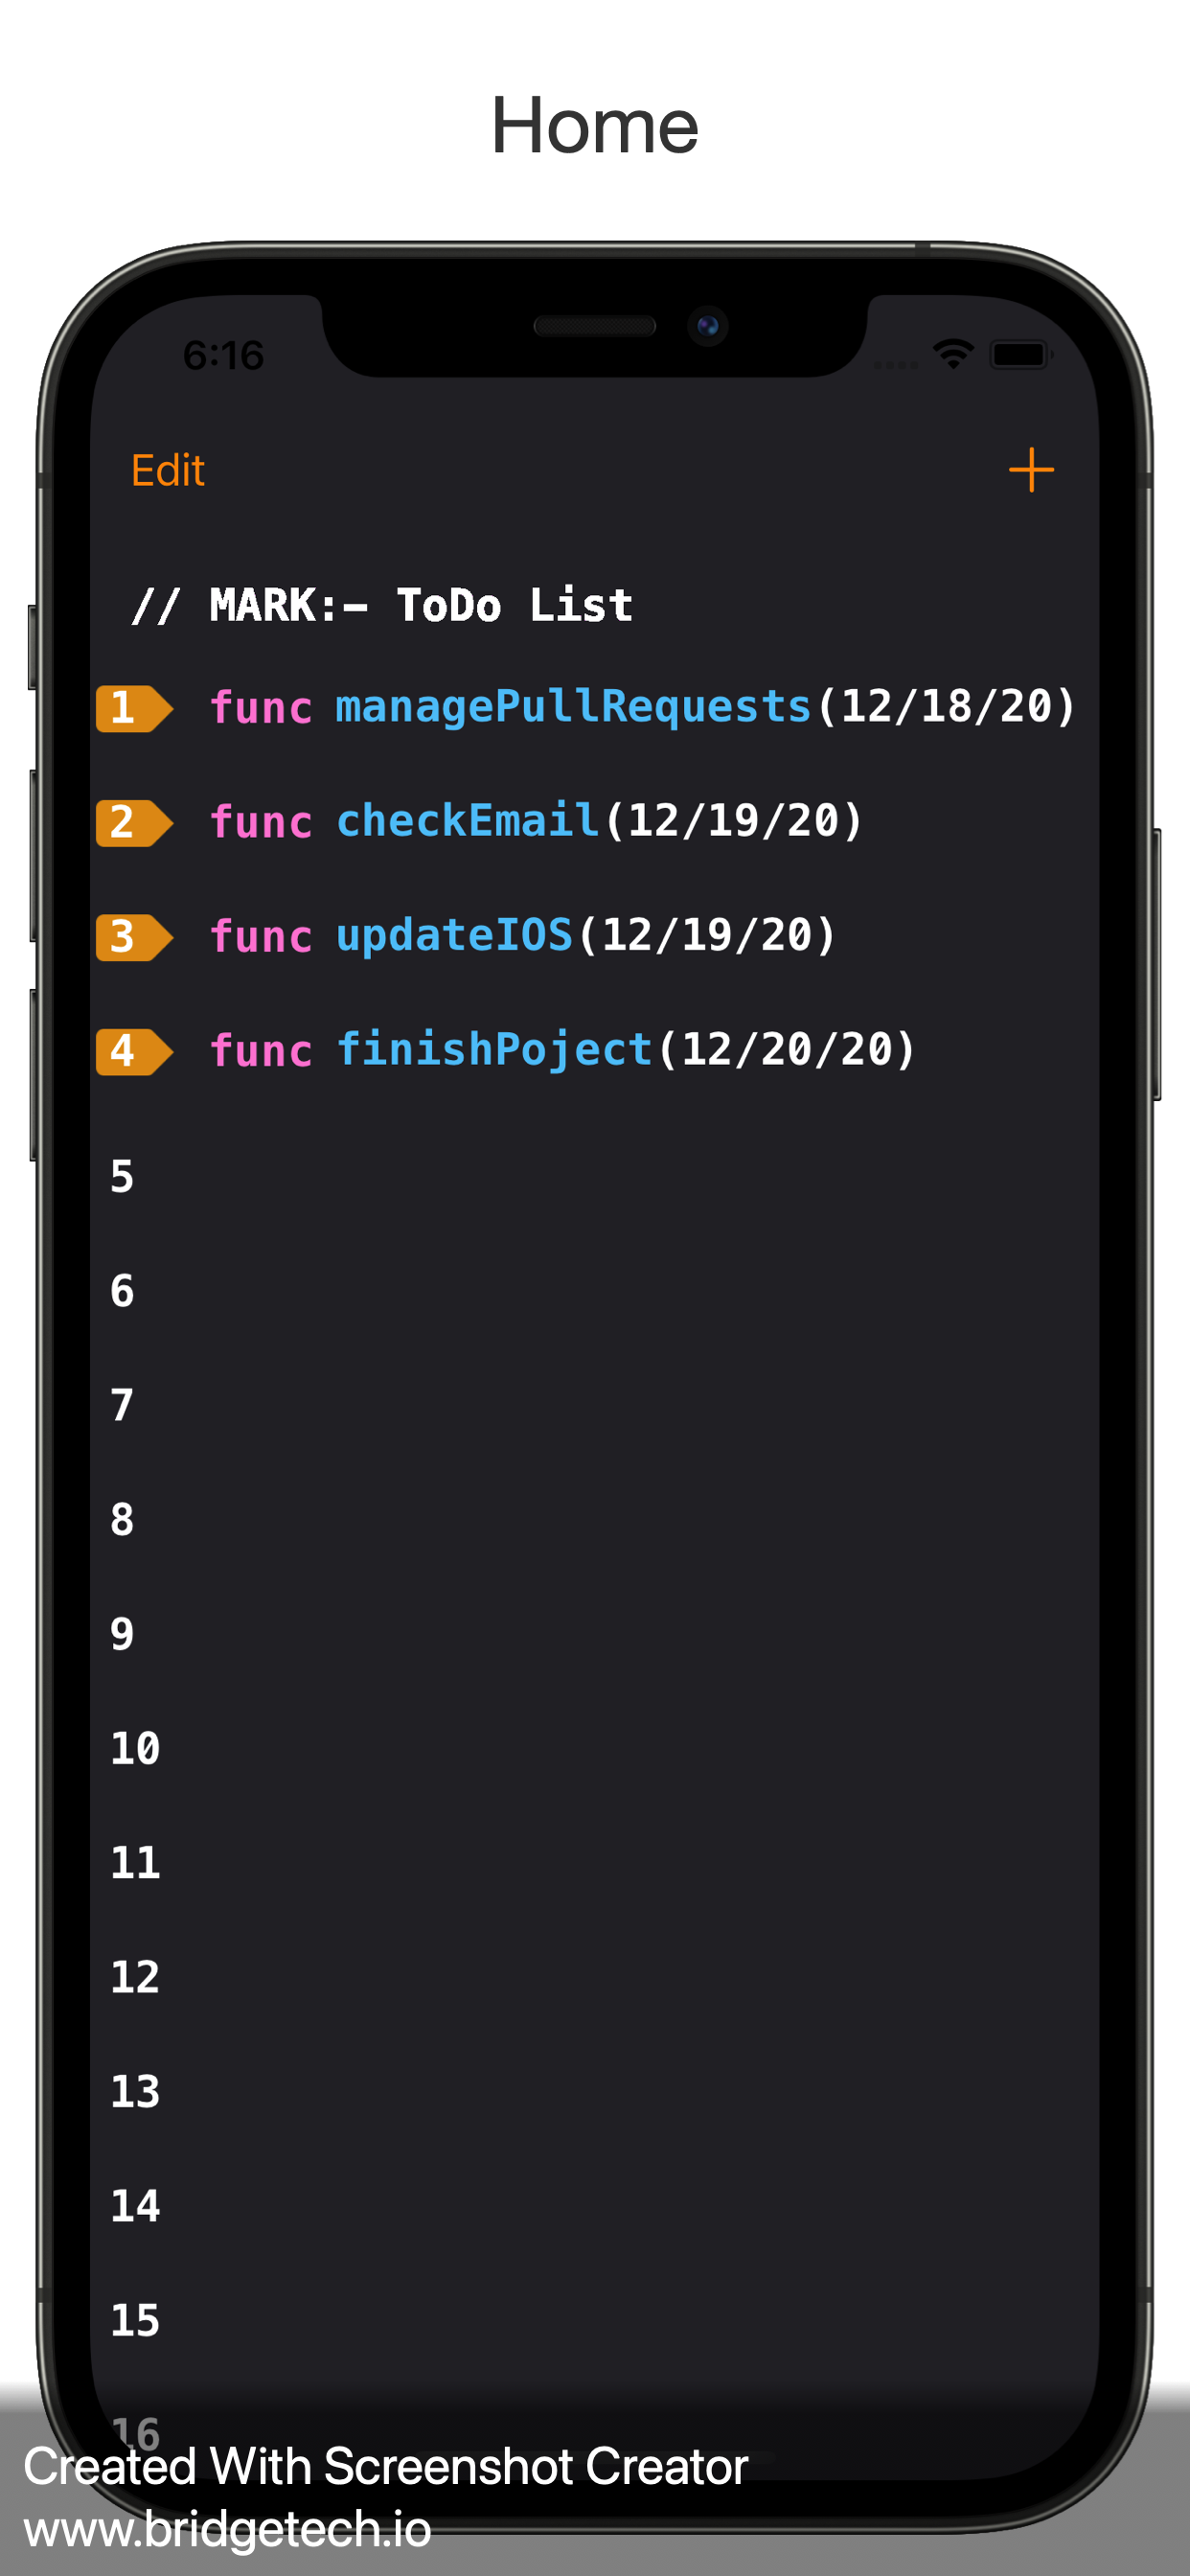 Home
6:16
Edit
// MARK:- ToDo List
1 func managePullRequests(12/18/20)
2 func checkEmail(12/19/20)
3 func updateIOS(12/19/20)
4 func finishPoject(12/20/20)
5
6
7
8
9
10
11
12
13
14
15
16
Created With Screenshot Creator
www.bridgetech.io